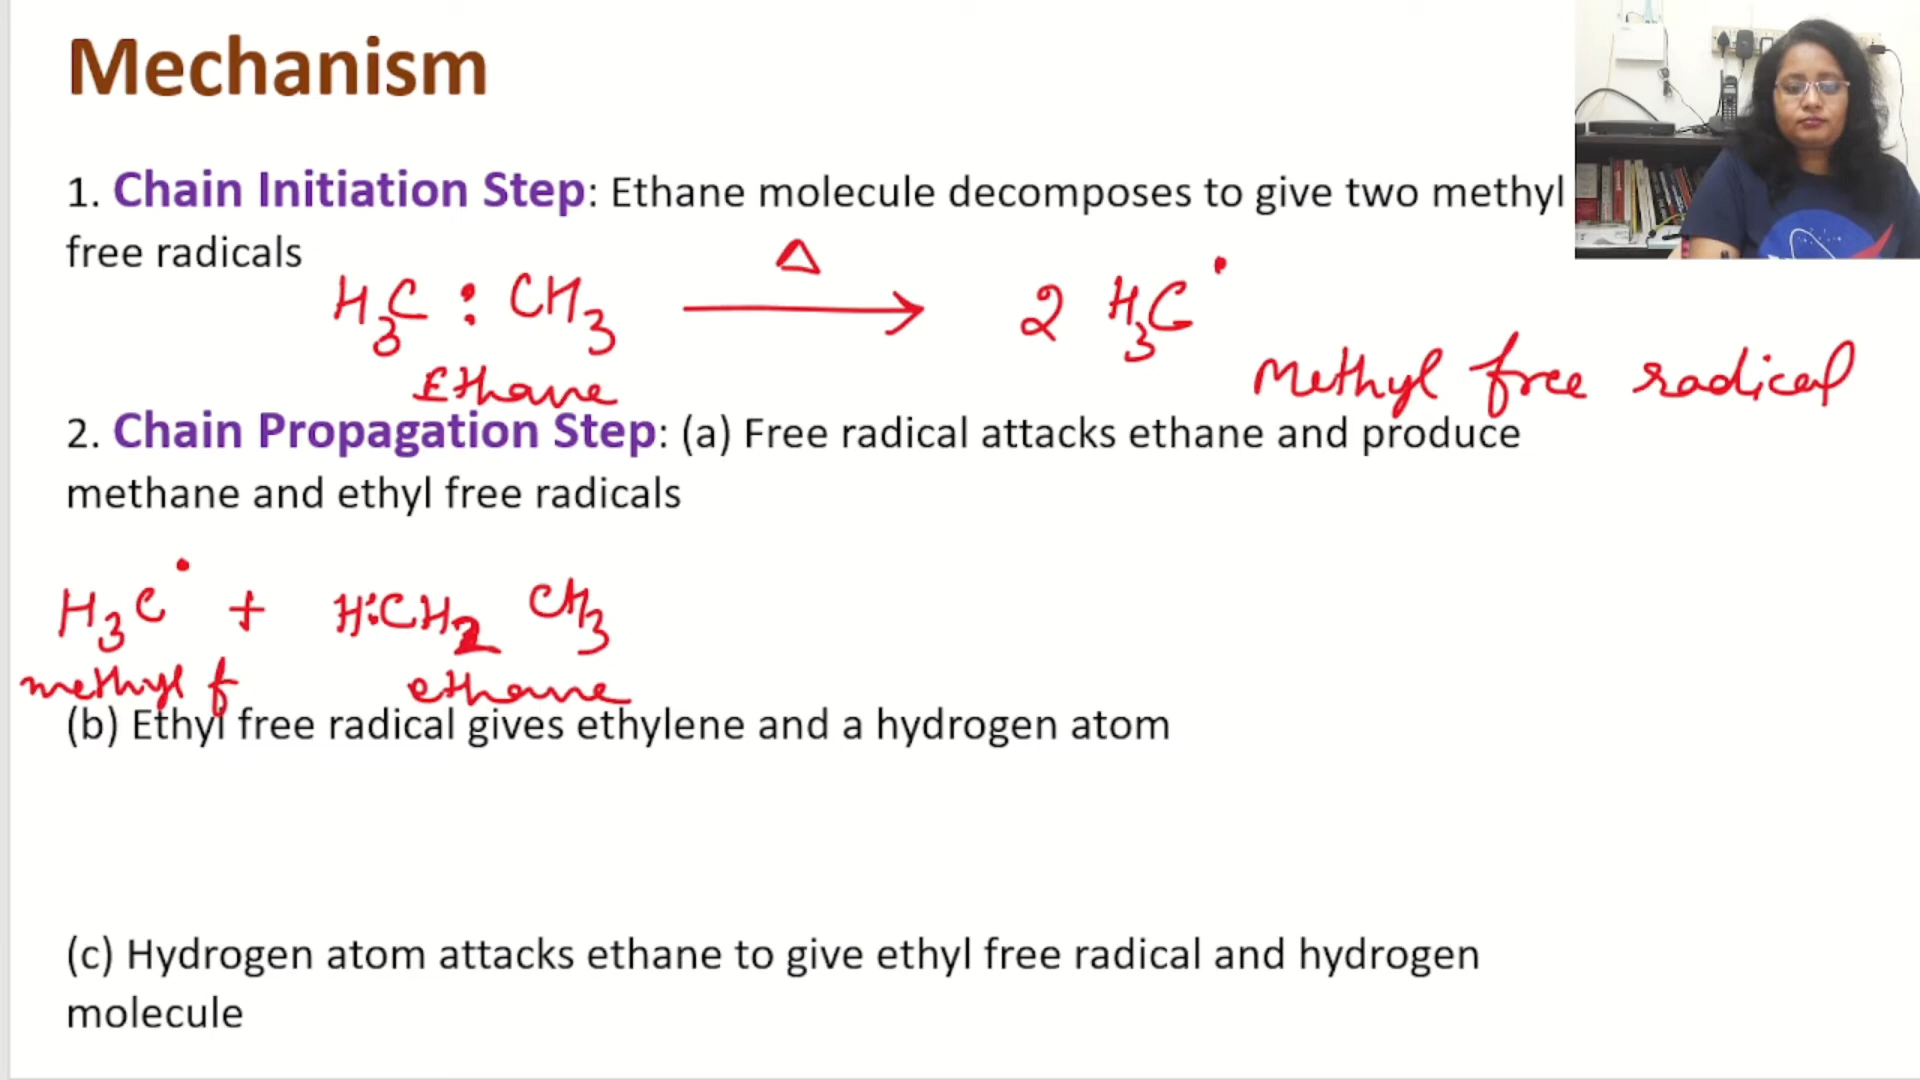 Mechanism
1. Chain Initiation Step: Ethane molecule decomposes to give two methyl
free radicals
Δ
H₃C : CH₃ ⟶ 2 H₃C•
Ethane
Methyl free radical
2. Chain Propagation Step: (a) Free radical attacks ethane and produce
methane and ethyl free radicals
H₃C• + H:CH₂ CH₃
methyl f ethane
(b) Ethyl free radical gives ethylene and a hydrogen atom
(c) Hydrogen atom attacks ethane to give ethyl free radical and hydrogen
molecule